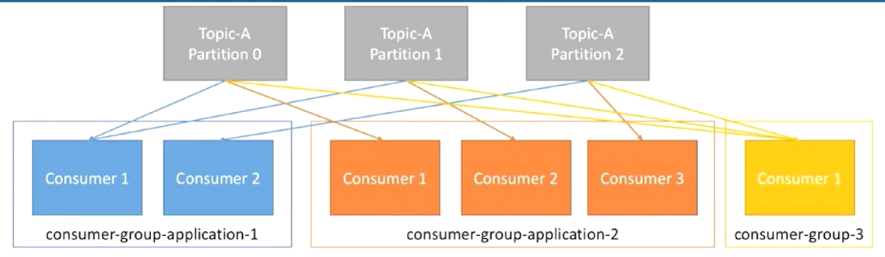 Topic-A
Partition 0
Topic-A
Partition 1
Topic-A
Partition 2
Consumer 1
Consumer 2
Consumer 1
Consumer 2
Consumer 3
Consumer 1
consumer-group-application-1
consumer-group-application-2
consumer-group-3